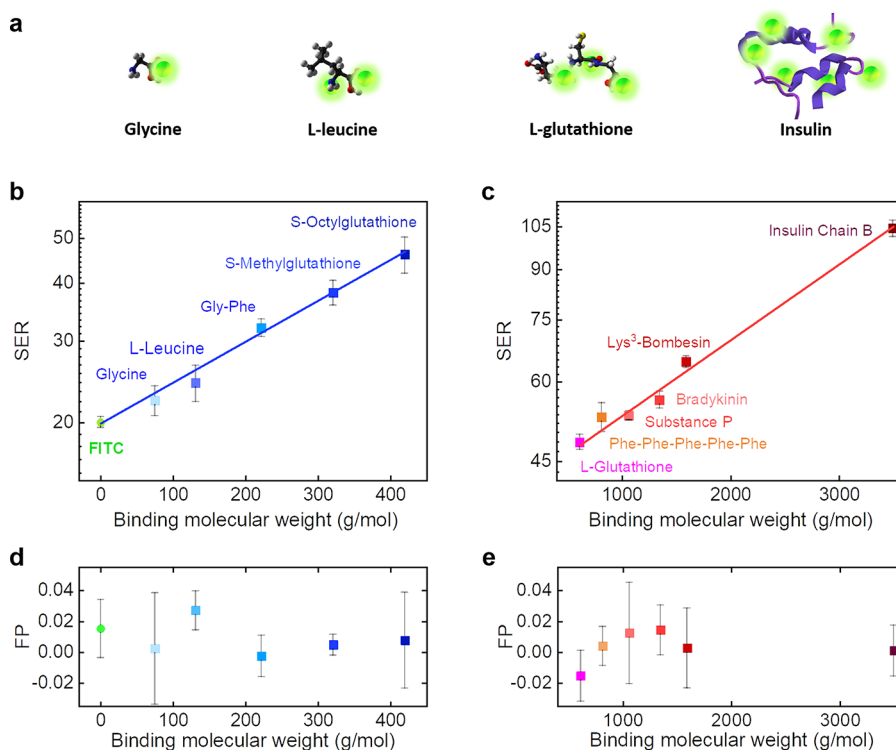 a
Glycine
L-leucine
L-glutathione
Insulin
b
SER
50
40
30
20
S-Octylglutathione
S-Methylglutathione
Gly-Phe
L-Leucine
Glycine
FITC
0
100
200
300
400
Binding molecular weight (g/mol)
c
SER
105
90
75
60
45
Insulin Chain B
Lys³-Bombesin
Bradykinin
Substance P
Phe-Phe-Phe-Phe-Phe
L-Glutathione
1000
2000
3000
Binding molecular weight (g/mol)
d
FP
0.04
0.02
0.00
-0.02
0
100
200
300
400
Binding molecular weight (g/mol)
e
FP
0.04
0.02
0.00
-0.02
1000
2000
3000
Binding molecular weight (g/mol)